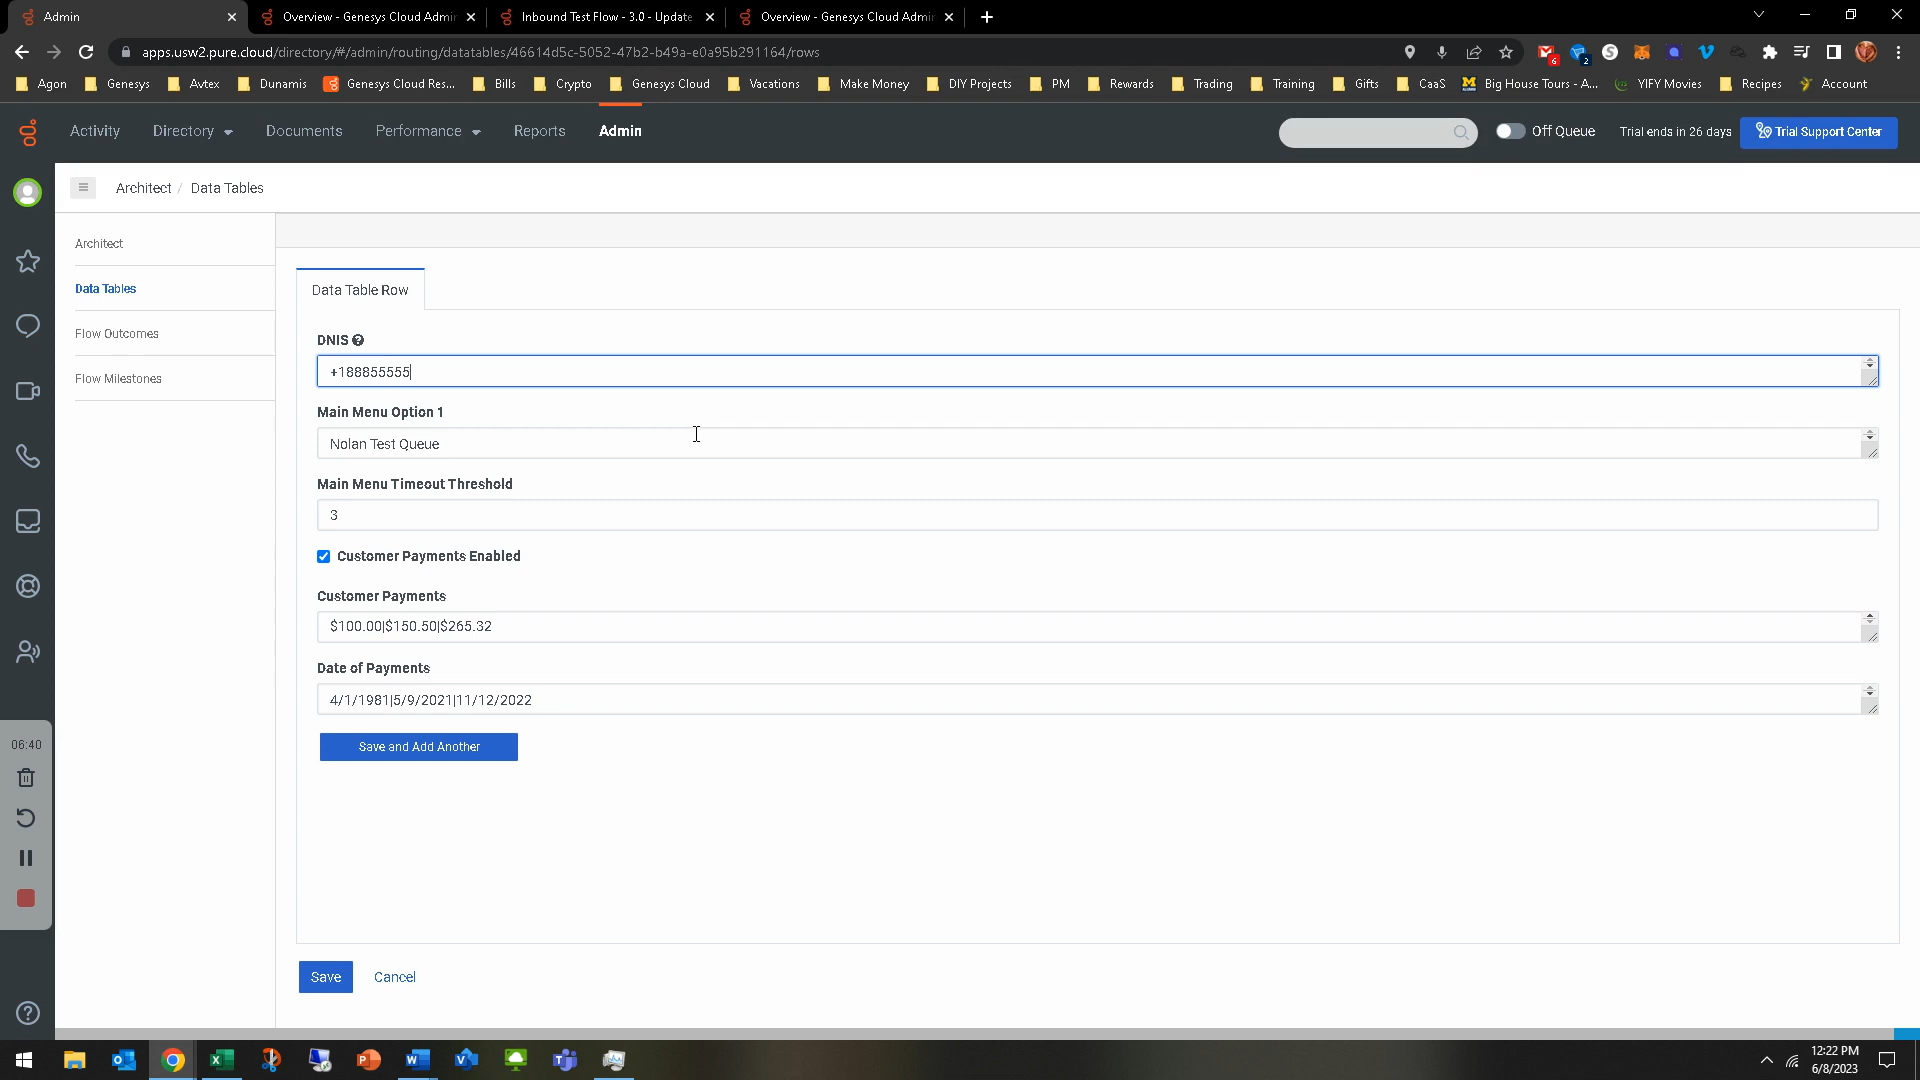 Admin
Overview - Genesys Cloud Admin
Inbound Test Flow - 3.0 - Update
Overview - Genesys Cloud Admin
apps.usw2.pure.cloud/directory/#/admin/routing/datatables/46614d5c-5052-47b2-b49a-e0a95b291164/rows
6
2
Agon
Genesys
Avtex
Dunamis
Genesys Cloud Res...
Bills
Crypto
Genesys Cloud
Vacations
Make Money
DIY Projects
PM
Rewards
Trading
Training
Gifts
CaaS
Big House Tours - A...
YIFY Movies
Recipes
Account
Activity
Directory
Documents
Performance
Reports
Admin
Off Queue
Trial ends in 26 days
Trial Support Center
Architect / Data Tables
Architect
Data Tables
Flow Outcomes
Flow Milestones
Data Table Row
DNIS
+188855555
Main Menu Option 1
Nolan Test Queue
Main Menu Timeout Threshold
3
Customer Payments Enabled
Customer Payments
$100.00|$150.50|$265.32
Date of Payments
4/1/1981|5/9/2021|11/12/2022
Save and Add Another
06:40
Save
Cancel
12:22 PM
6/8/2023